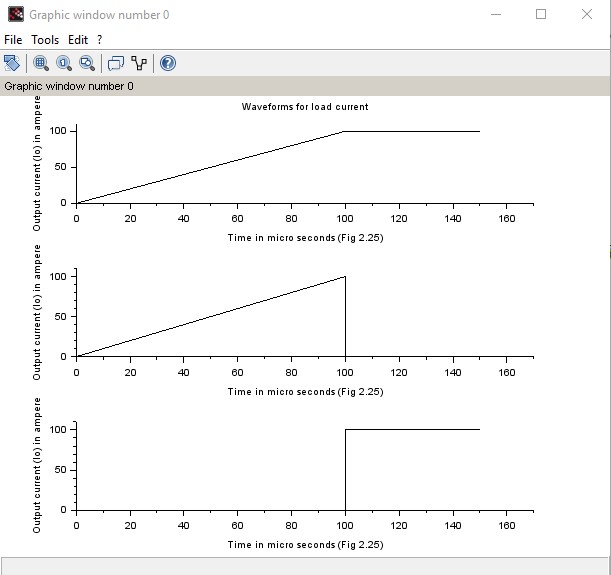 Graphic window number 0
File Tools Edit ?
Graphic window number 0
Waveforms for load current
Output current (Io) in ampere
100
50
0
0 20 40 60 80 100 120 140 160
Time in micro seconds (Fig 2.25)
Output current (Io) in ampere
100
50
0
0 20 40 60 80 100 120 140 160
Time in micro seconds (Fig 2.25)
Output current (Io) in ampere
100
50
0
0 20 40 60 80 100 120 140 160
Time in micro seconds (Fig 2.25)